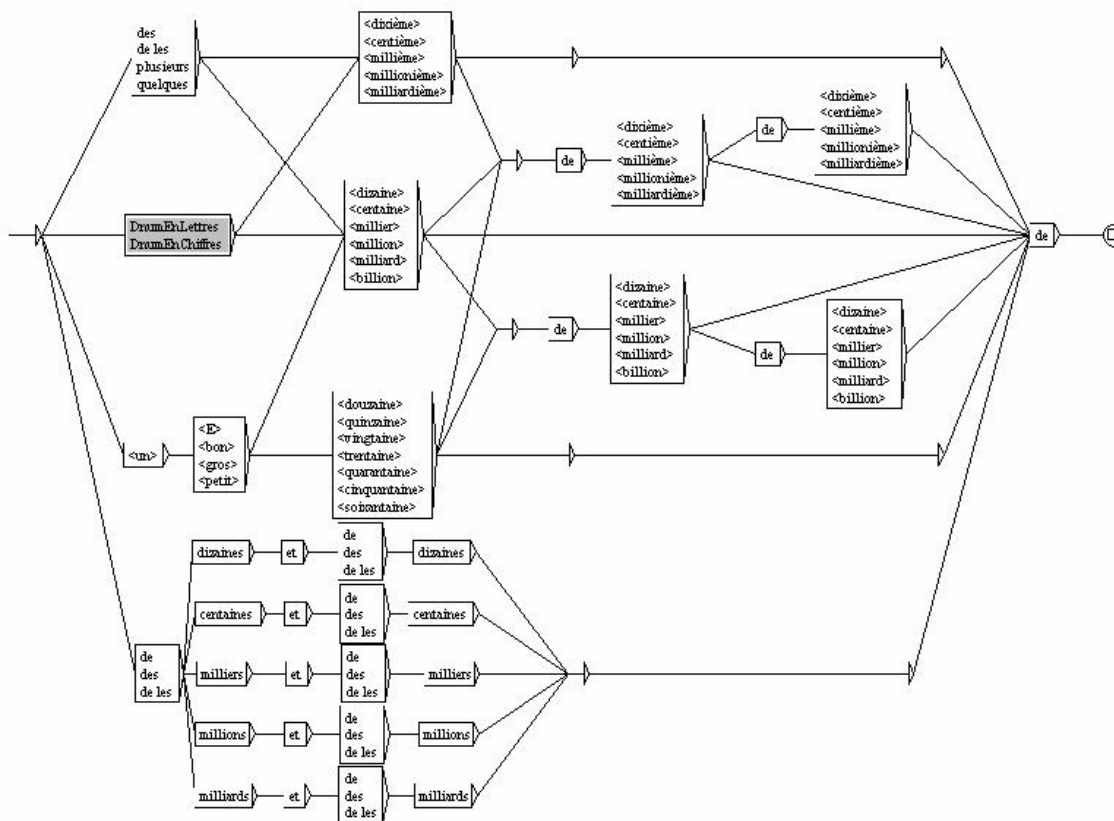 des
de les
plusieurs
quelques
<dixième>
<centième>
<millième>
<millionième>
<milliardième>
de
<dixième>
<centième>
<millième>
<millionième>
<milliardième>
de
<dixième>
<centième>
<millième>
<millionième>
<milliardième>
DnumEnLettres
DnumEnChiffres
<dizaine>
<centaine>
<millier>
<million>
<milliard>
<billion>
de
<dizaine>
<centaine>
<millier>
<million>
<milliard>
<billion>
de
<dizaine>
<centaine>
<millier>
<million>
<milliard>
<billion>
de
<un>
<E>
<bon>
<gros>
<petit>
<douzaine>
<quinzaine>
<vingtaine>
<trentaine>
<quarantaine>
<cinquantaine>
<soixantaine>
de
des
de les
dizaines
et
de
des
de les
dizaines
centaines
et
de
des
de les
centaines
milliers
et
de
des
de les
milliers
millions
et
de
des
de les
millions
milliards
et
de
des
de les
milliards